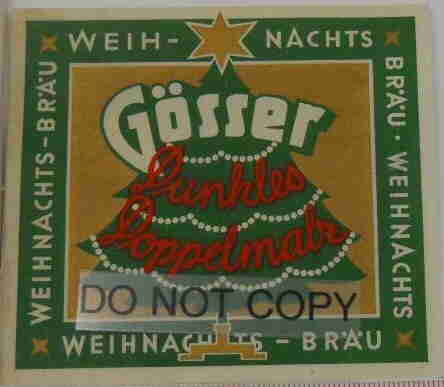 WEIH- NACHTS
BRÄU · WEIHNACHTS
WEIHNACHTS-BRÄU
Gösser
Dunkles
Doppelmalz
DO NOT COPY
WEIHNACHTS - BRÄU